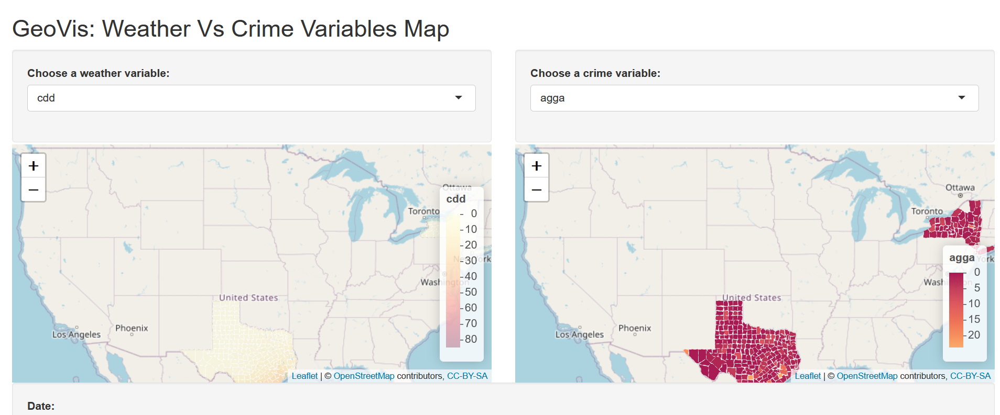 GeoVis: Weather Vs Crime Variables Map
Choose a weather variable:
cdd
Choose a crime variable:
agga
+
−
Ottawa
Toronto
New York
Washington
United States
Los Angeles
Phoenix
cdd
0
10
20
30
40
50
60
70
80
Leaflet | © OpenStreetMap contributors, CC-BY-SA
+
−
Ottawa
Toronto
York
Washington
United States
Los Angeles
Phoenix
agga
0
5
10
15
20
Leaflet | © OpenStreetMap contributors, CC-BY-SA
Date: